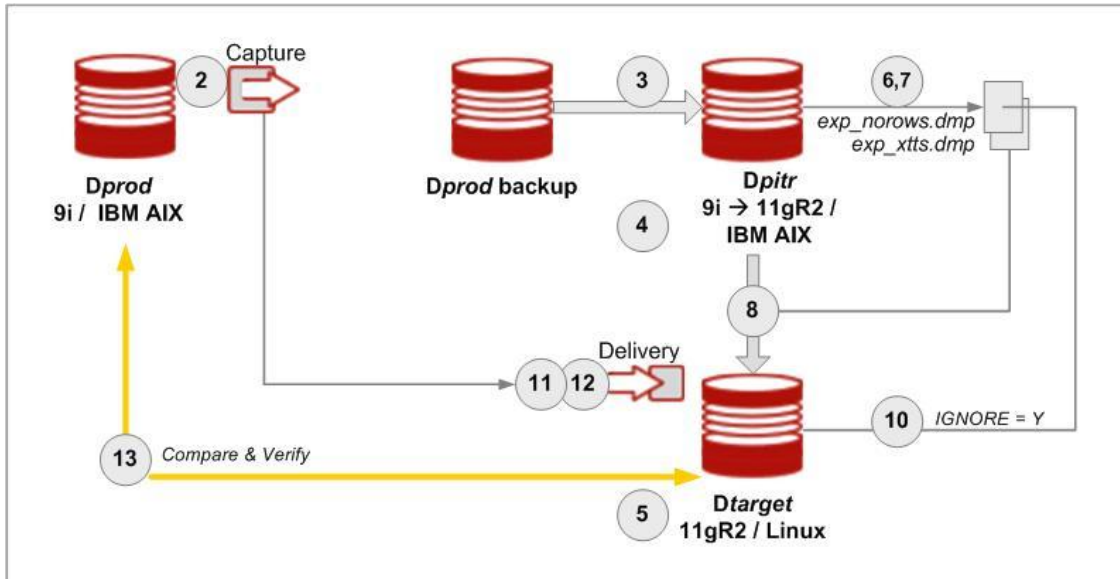 Capture
2
3
6,7
exp_norows.dmp
exp_xtts.dmp
Dprod
9i / IBM AIX
Dprod backup
Dpitr
9i → 11gR2 /
IBM AIX
4
8
Delivery
11
12
10
IGNORE = Y
13
Compare & Verify
5
Dtarget
11gR2 / Linux